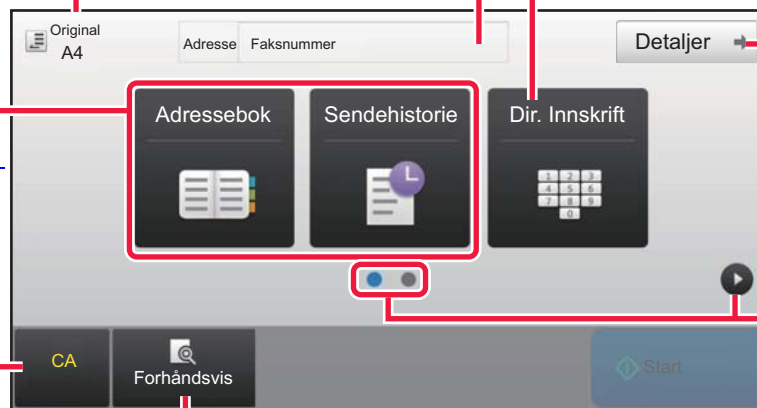 Original
A4
Adresse Faksnummer
Detaljer
Adressebok
Sendehistorie
Dir. Innskrift
1 2 3
4 5 6
7 8 9
0
CA
Forhåndsvis
Start